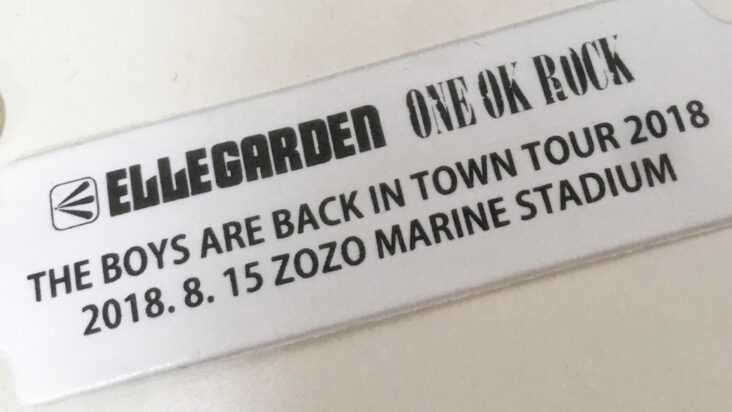 ELLEGARDEN ONE OK ROCK
THE BOYS ARE BACK IN TOWN TOUR 2018
2018. 8. 15 ZOZO MARINE STADIUM